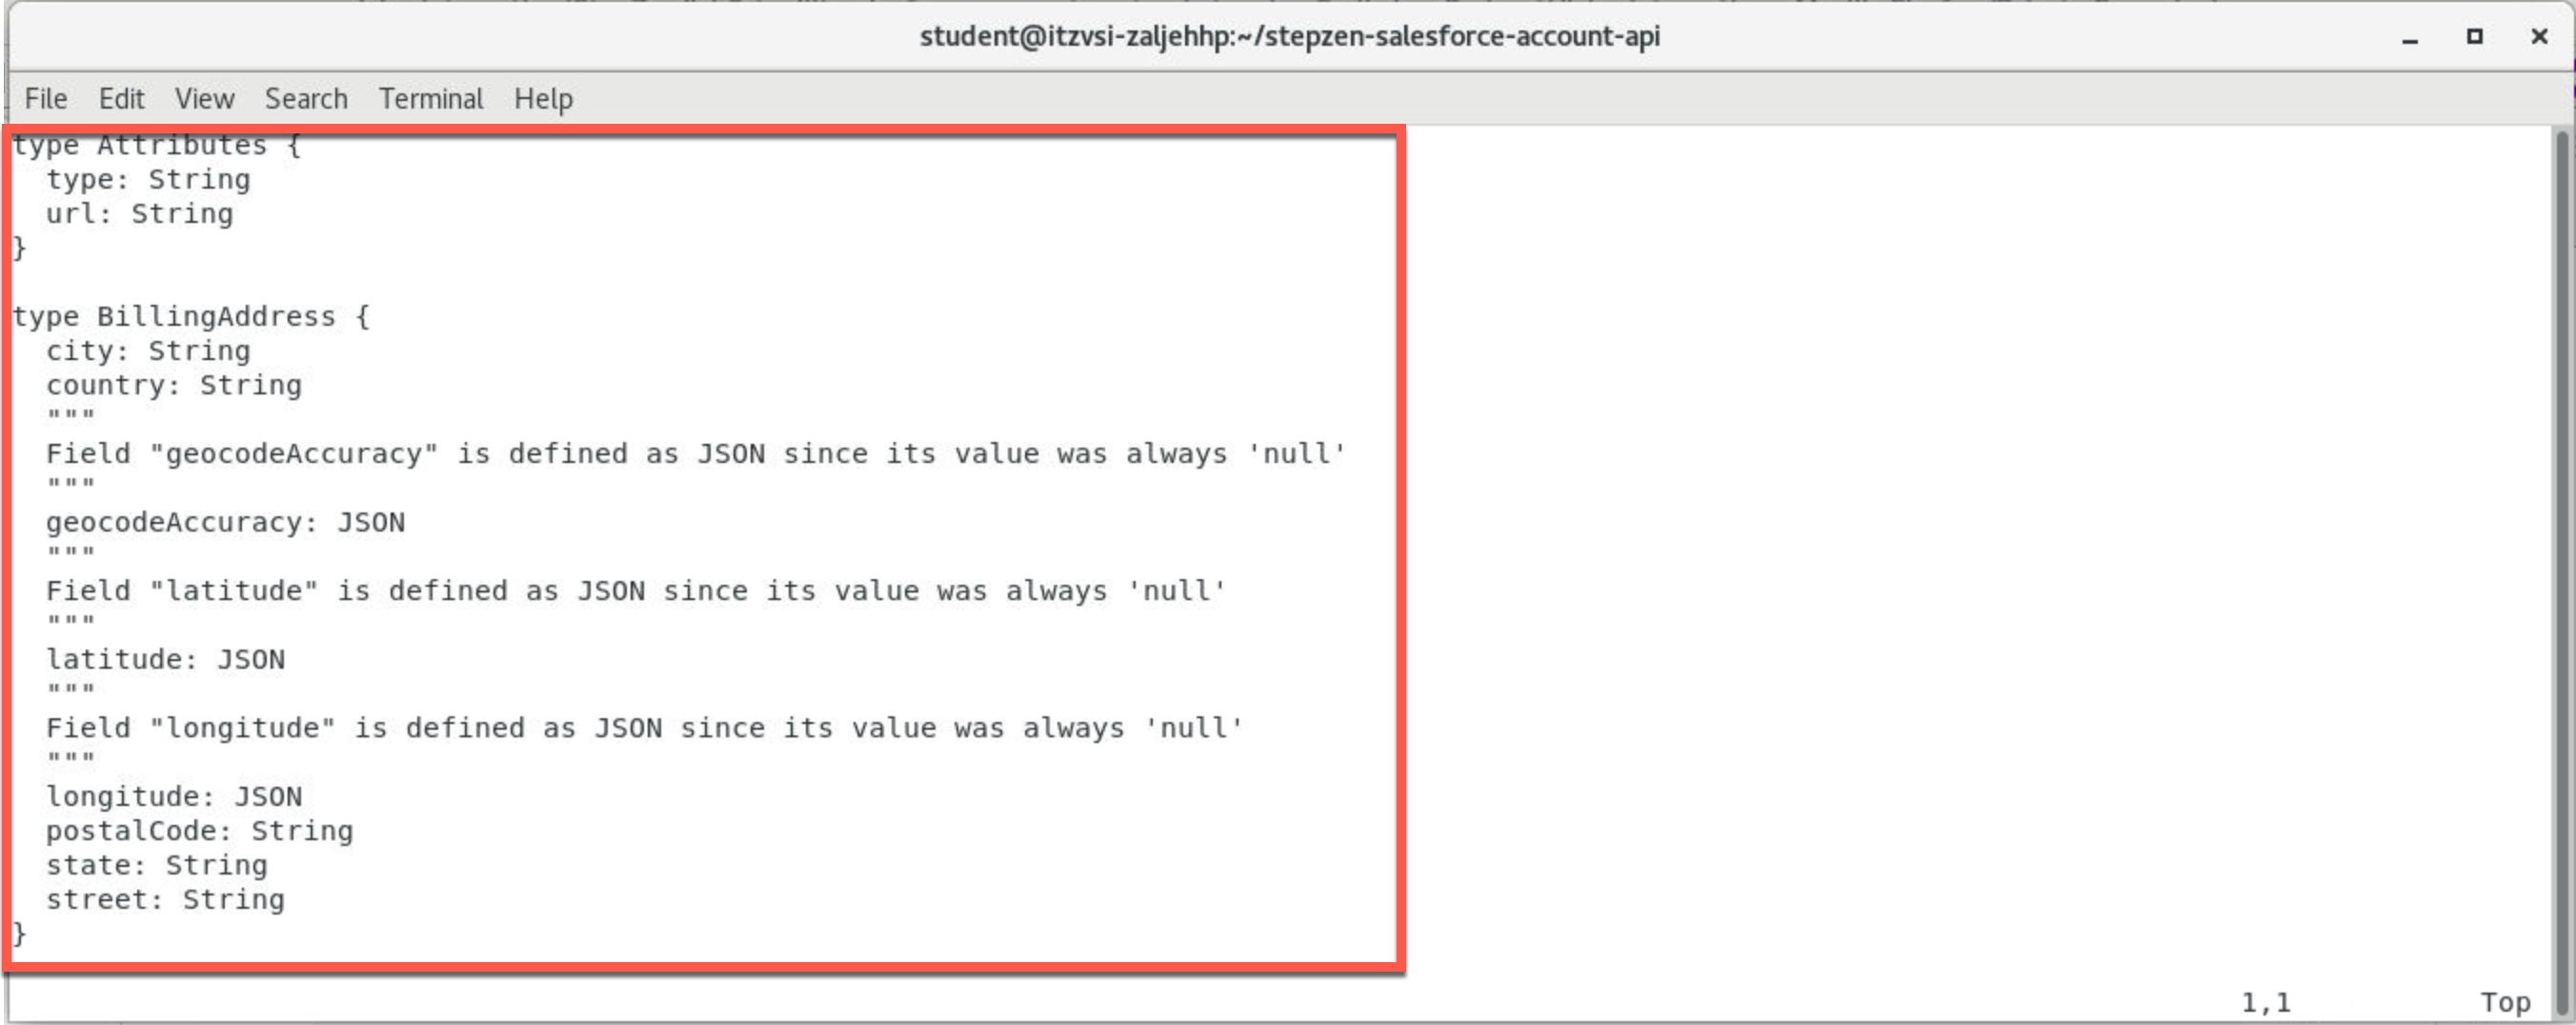 student@itzvsi-zaljehhp:~/stepzen-salesforce-account-api
File Edit View Search Terminal Help
type Attributes {
  type: String
  url: String
}

type BillingAddress {
  city: String
  country: String
  """
  Field "geocodeAccuracy" is defined as JSON since its value was always 'null'
  """
  geocodeAccuracy: JSON
  """
  Field "latitude" is defined as JSON since its value was always 'null'
  """
  latitude: JSON
  """
  Field "longitude" is defined as JSON since its value was always 'null'
  """
  longitude: JSON
  postalCode: String
  state: String
  street: String
}
1,1 Top